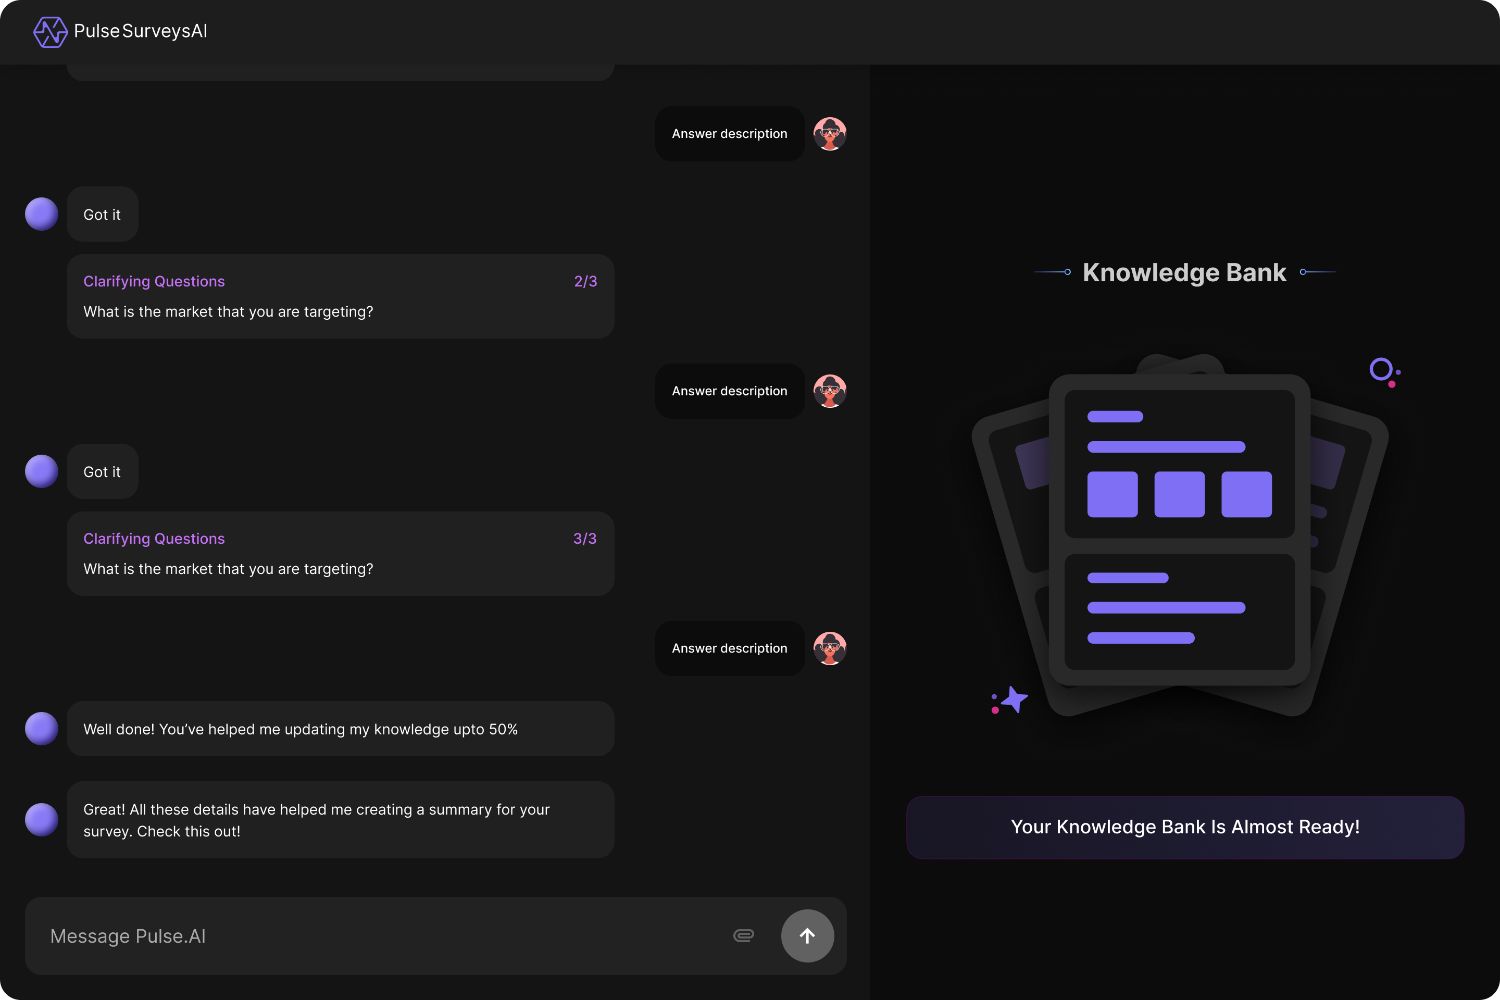 PulseSurveysAI
Answer description
Got it
Clarifying Questions 2/3
What is the market that you are targeting?
Answer description
Got it
Clarifying Questions 3/3
What is the market that you are targeting?
Answer description
Well done! You’ve helped me updating my knowledge upto 50%
Great! All these details have helped me creating a summary for your
survey. Check this out!
Message Pulse.AI
Knowledge Bank
Your Knowledge Bank Is Almost Ready!